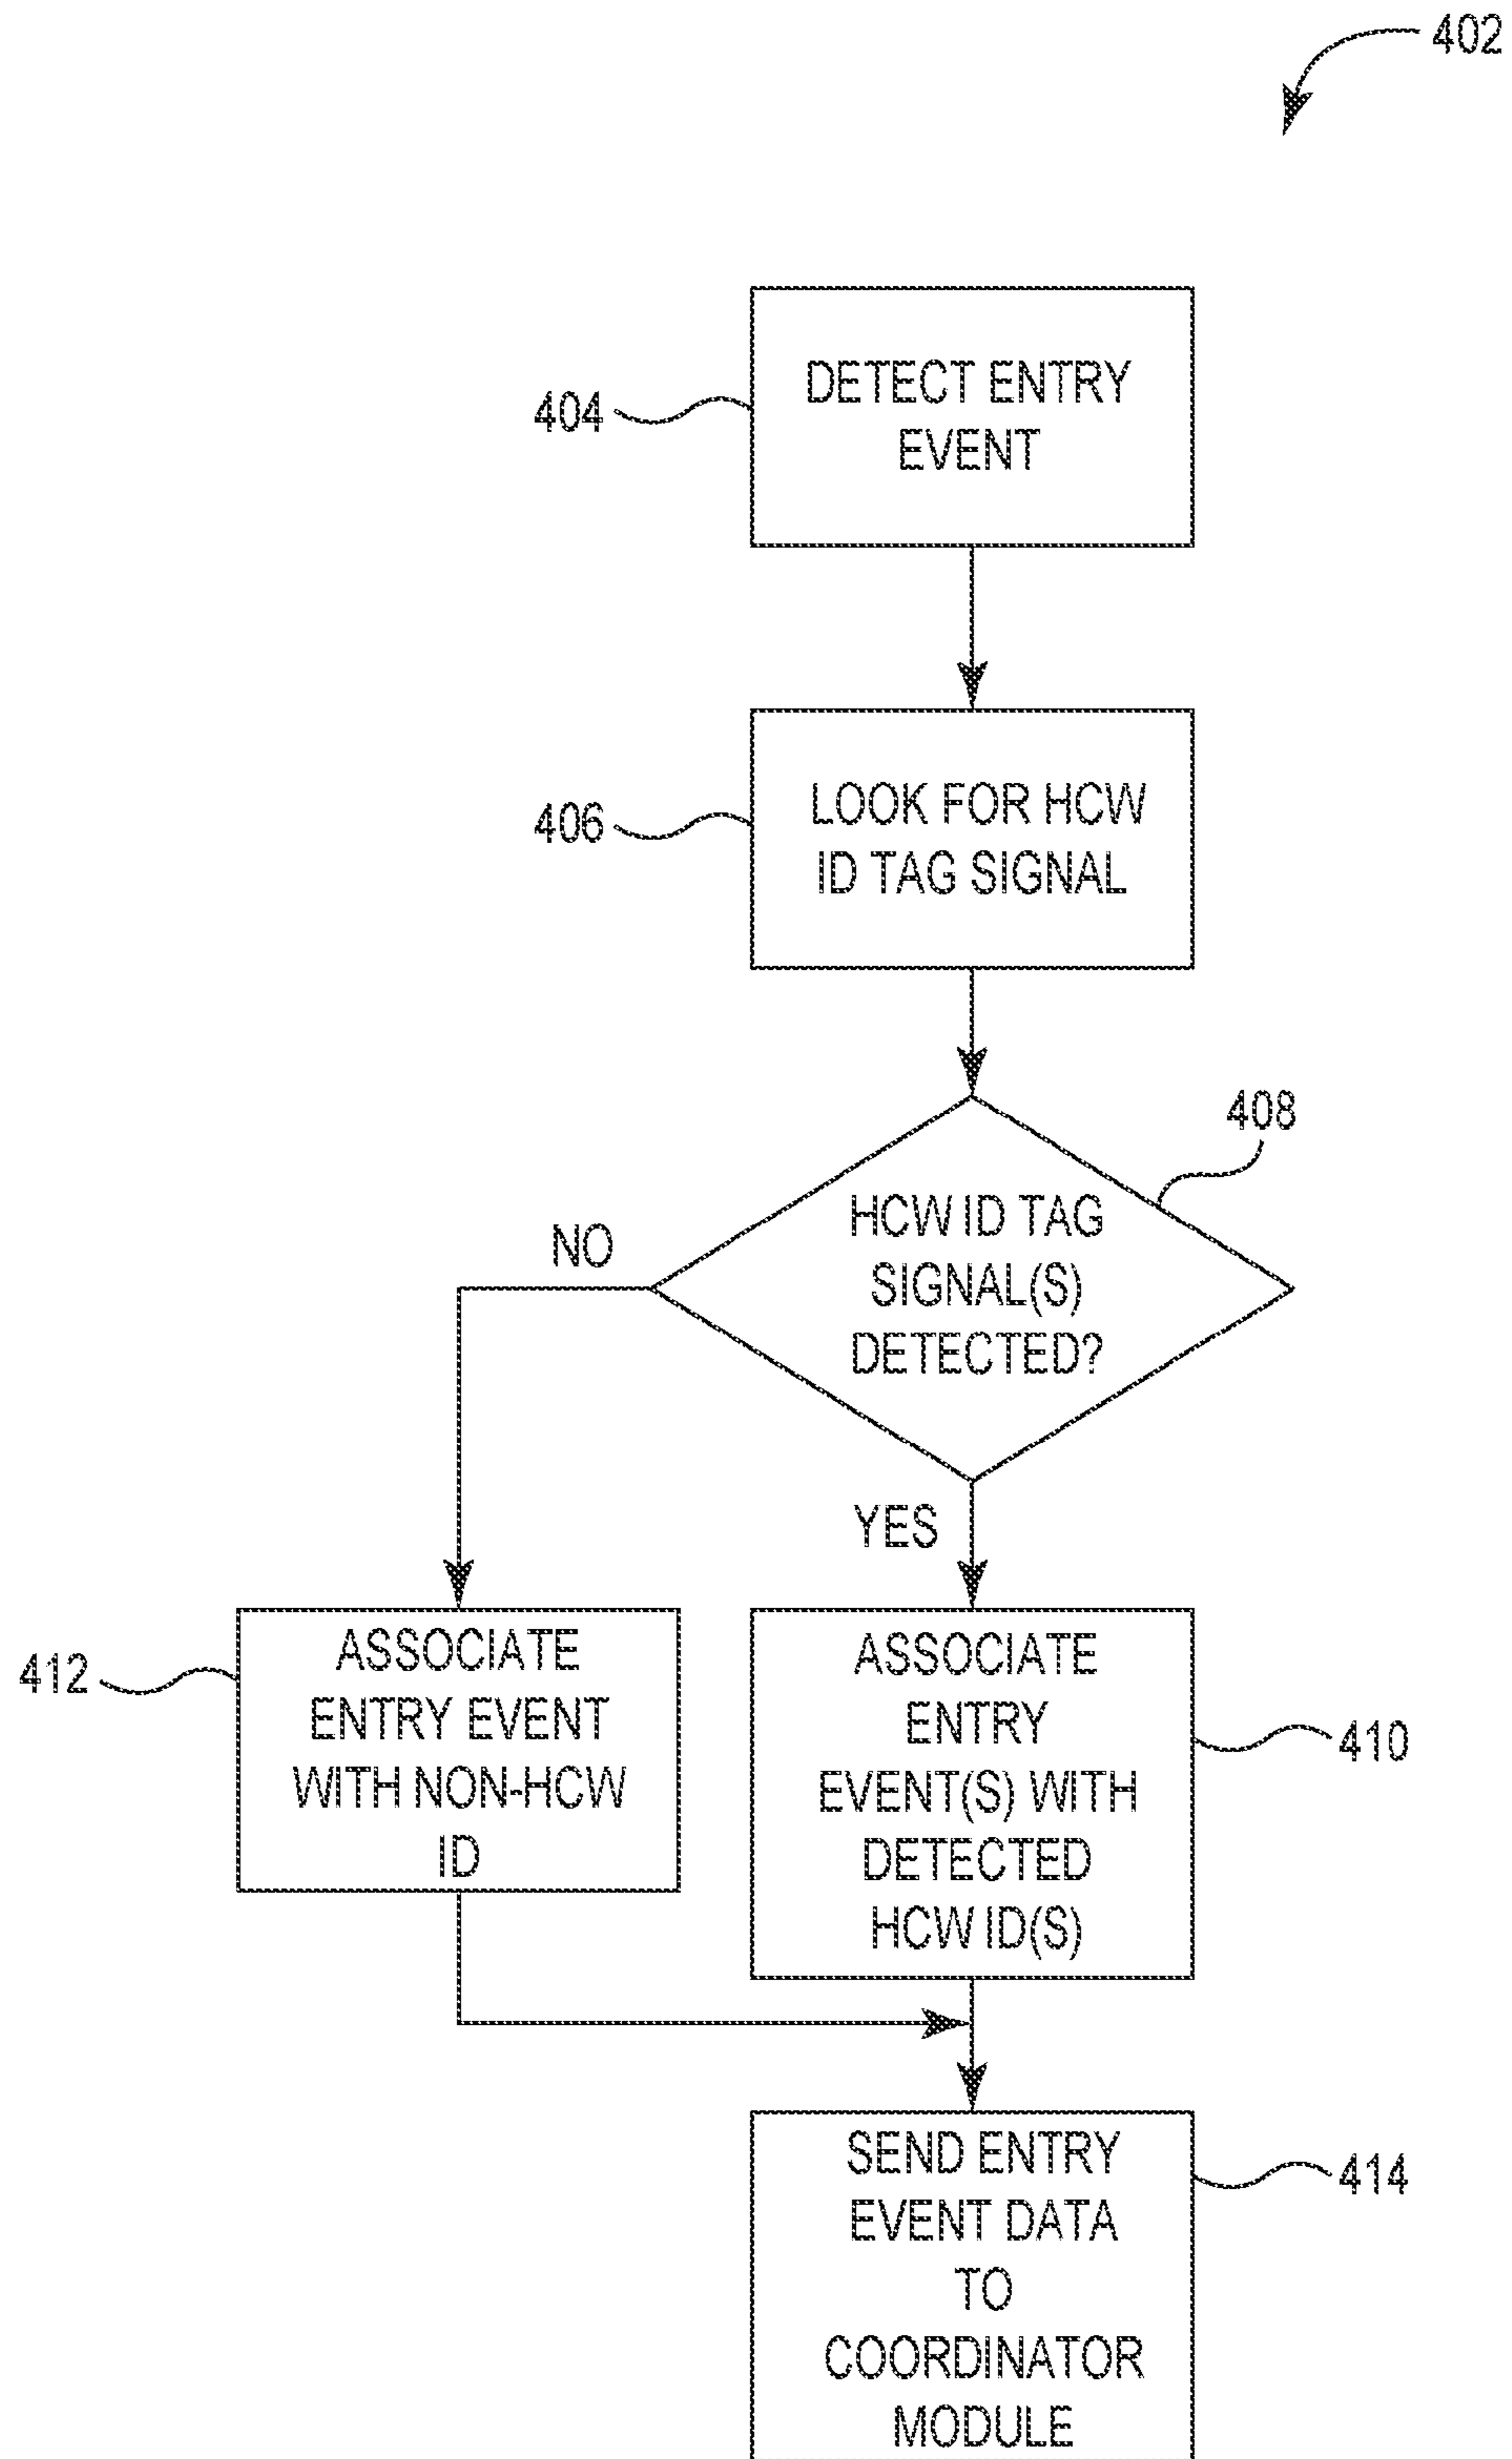 402
DETECT ENTRY
EVENT
404
LOOK FOR HCW
ID TAG SIGNAL
406
408
HCW ID TAG
SIGNAL(S)
DETECTED?
NO
YES
412
ASSOCIATE
ENTRY EVENT
WITH NON-HCW
ID
ASSOCIATE
ENTRY
EVENT(S) WITH
DETECTED
HCW ID(S)
410
SEND ENTRY
EVENT DATA
TO
COORDINATOR
MODULE
414